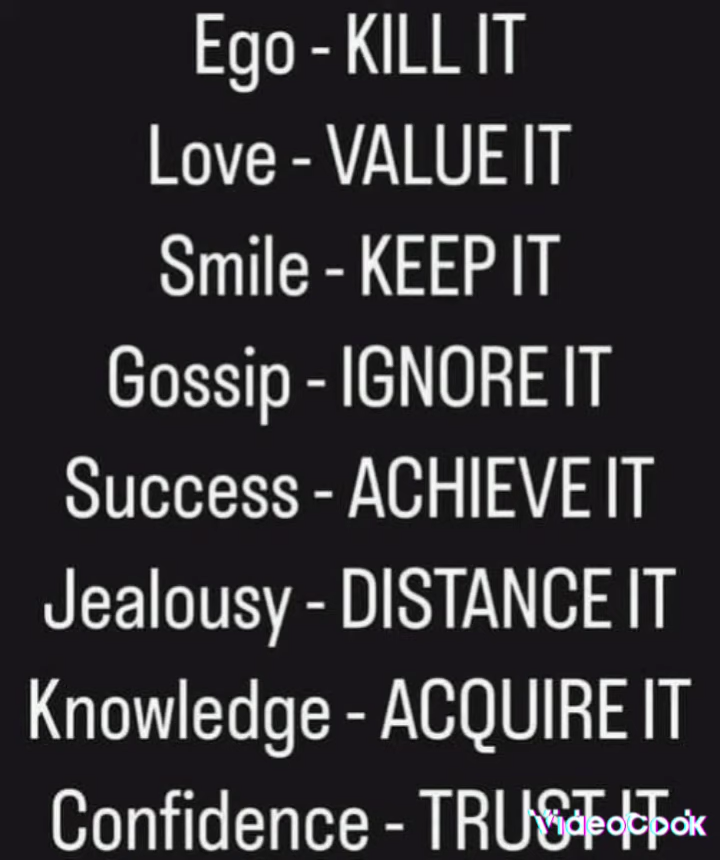 Ego - KILL IT
Love - VALUE IT
Smile - KEEP IT
Gossip - IGNORE IT
Success - ACHIEVE IT
Jealousy - DISTANCE IT
Knowledge - ACQUIRE IT
Confidence - TRUST IT
VideoCook